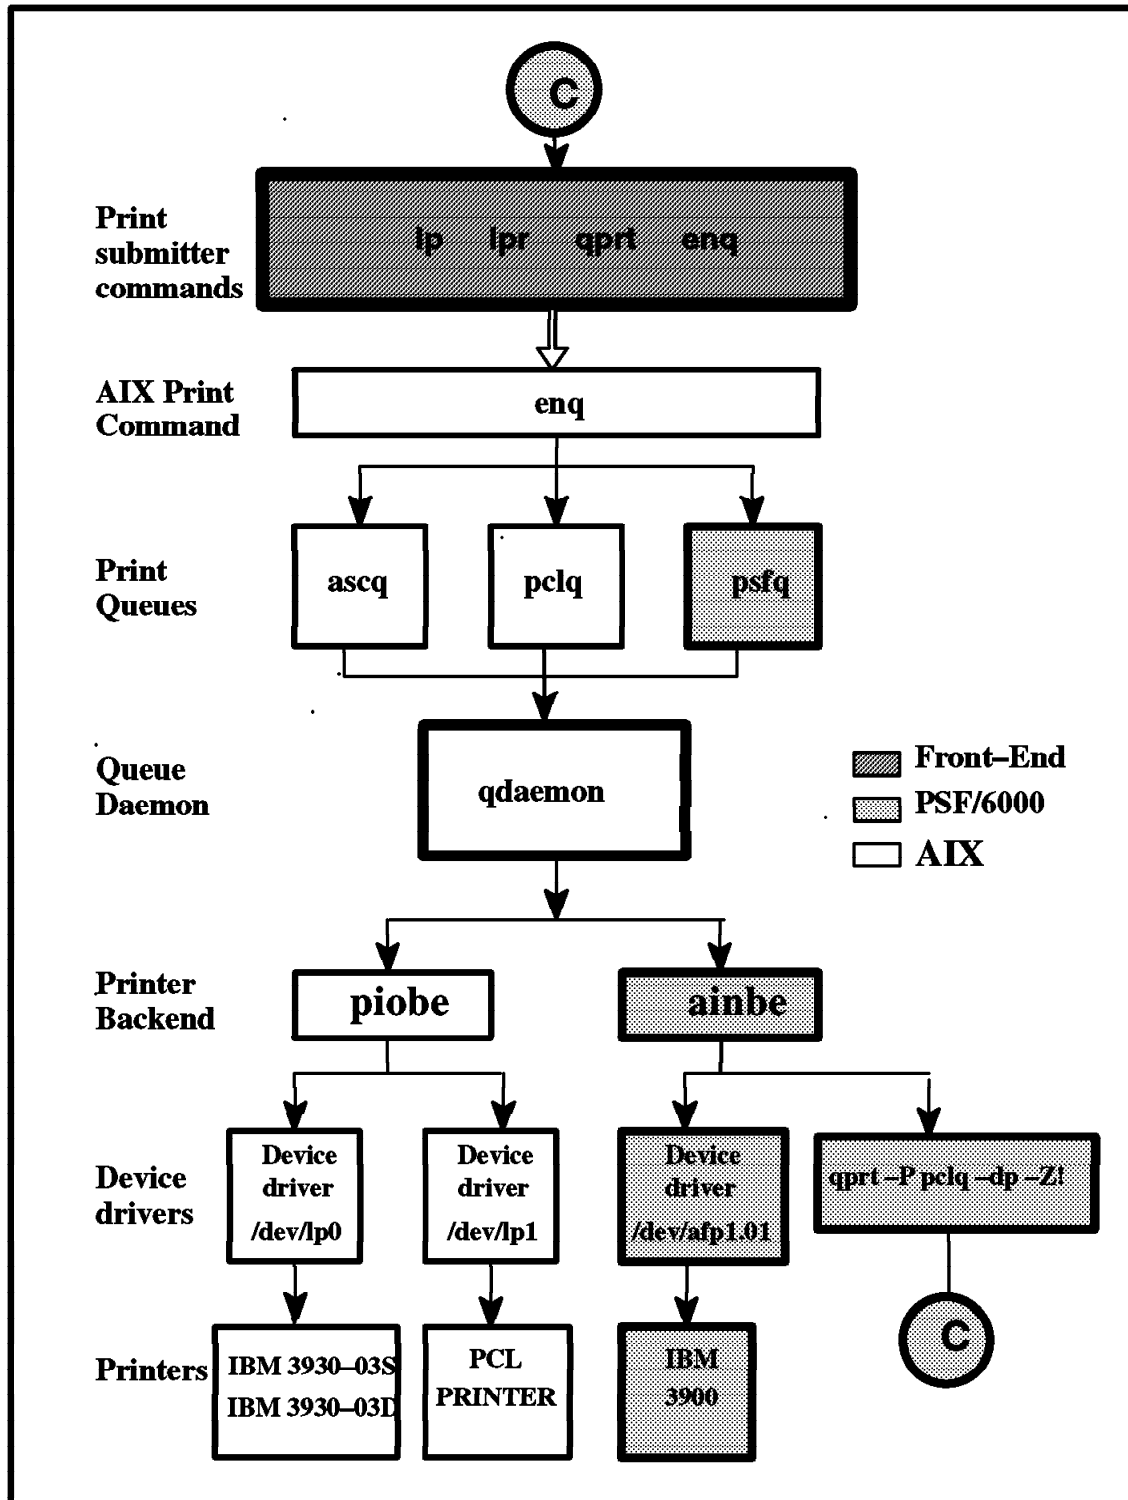 C
Print
submitter
commands
lp lpr qprt enq
AIX Print
Command
enq
Print
Queues
ascq
pclq
psfq
Queue
Daemon
qdaemon
Front–End
PSF/6000
AIX
Printer
Backend
piobe
ainbe
Device
drivers
Device
driver
/dev/lp0
Device
driver
/dev/lp1
Device
driver
/dev/afp1.01
qprt –P pclq –dp –Z!
Printers
IBM 3930–03S
IBM 3930–03D
PCL
PRINTER
IBM
3900
C